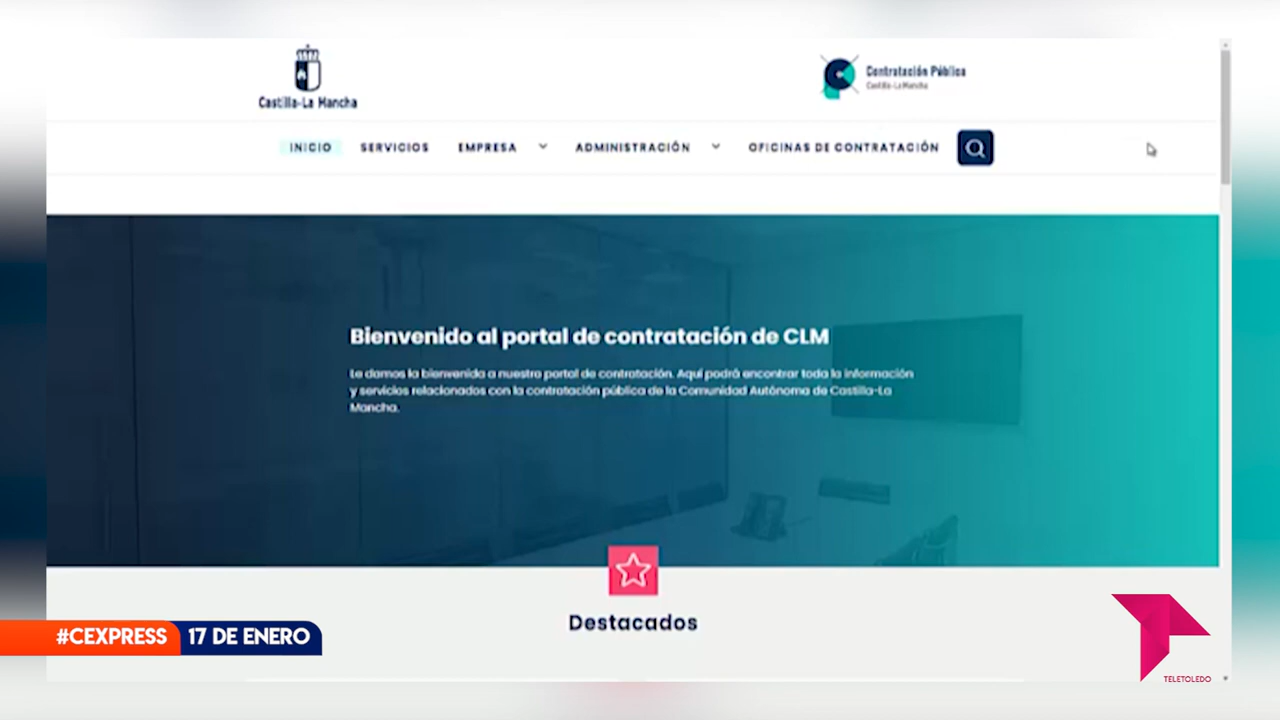 Castilla-La Mancha
Contratación Pública
Castilla-La Mancha
INICIO
SERVICIOS
EMPRESA
ADMINISTRACIÓN
OFICINAS DE CONTRATACIÓN
Bienvenido al portal de contratación de CLM
Le damos la bienvenida a nuestro portal de contratación. Aquí podrá encontrar toda la información
y servicios relacionados con la contratación pública de la Comunidad Autónoma de Castilla-La
Mancha.
Destacados
#CEXPRESS
17 DE ENERO
TELETOLEDO